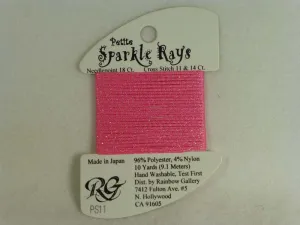 Petite
Sparkle Rays
Needlepoint 18 Ct. Cross Stitch 11 & 14 Ct.
Made in Japan
RG
PS11
96% Polyester, 4% Nylon
10 Yards (9.1 Meters)
Hand Washable, Test First
Dist. by Rainbow Gallery
7412 Fulton Ave. #5
N. Hollywood
CA 91605